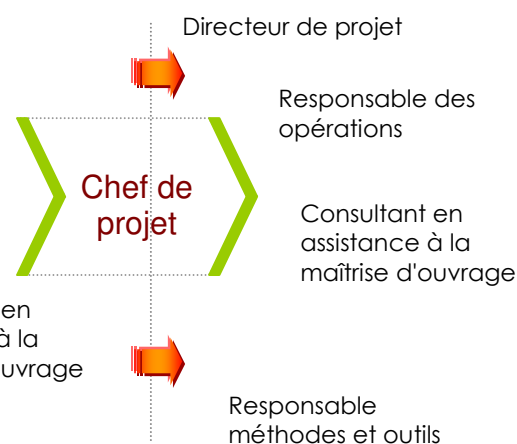 Directeur de projet
Responsable des
opérations
Chef de
projet
Consultant en
assistance à la
maîtrise d'ouvrage
en
à la
Responsable
méthodes et outils